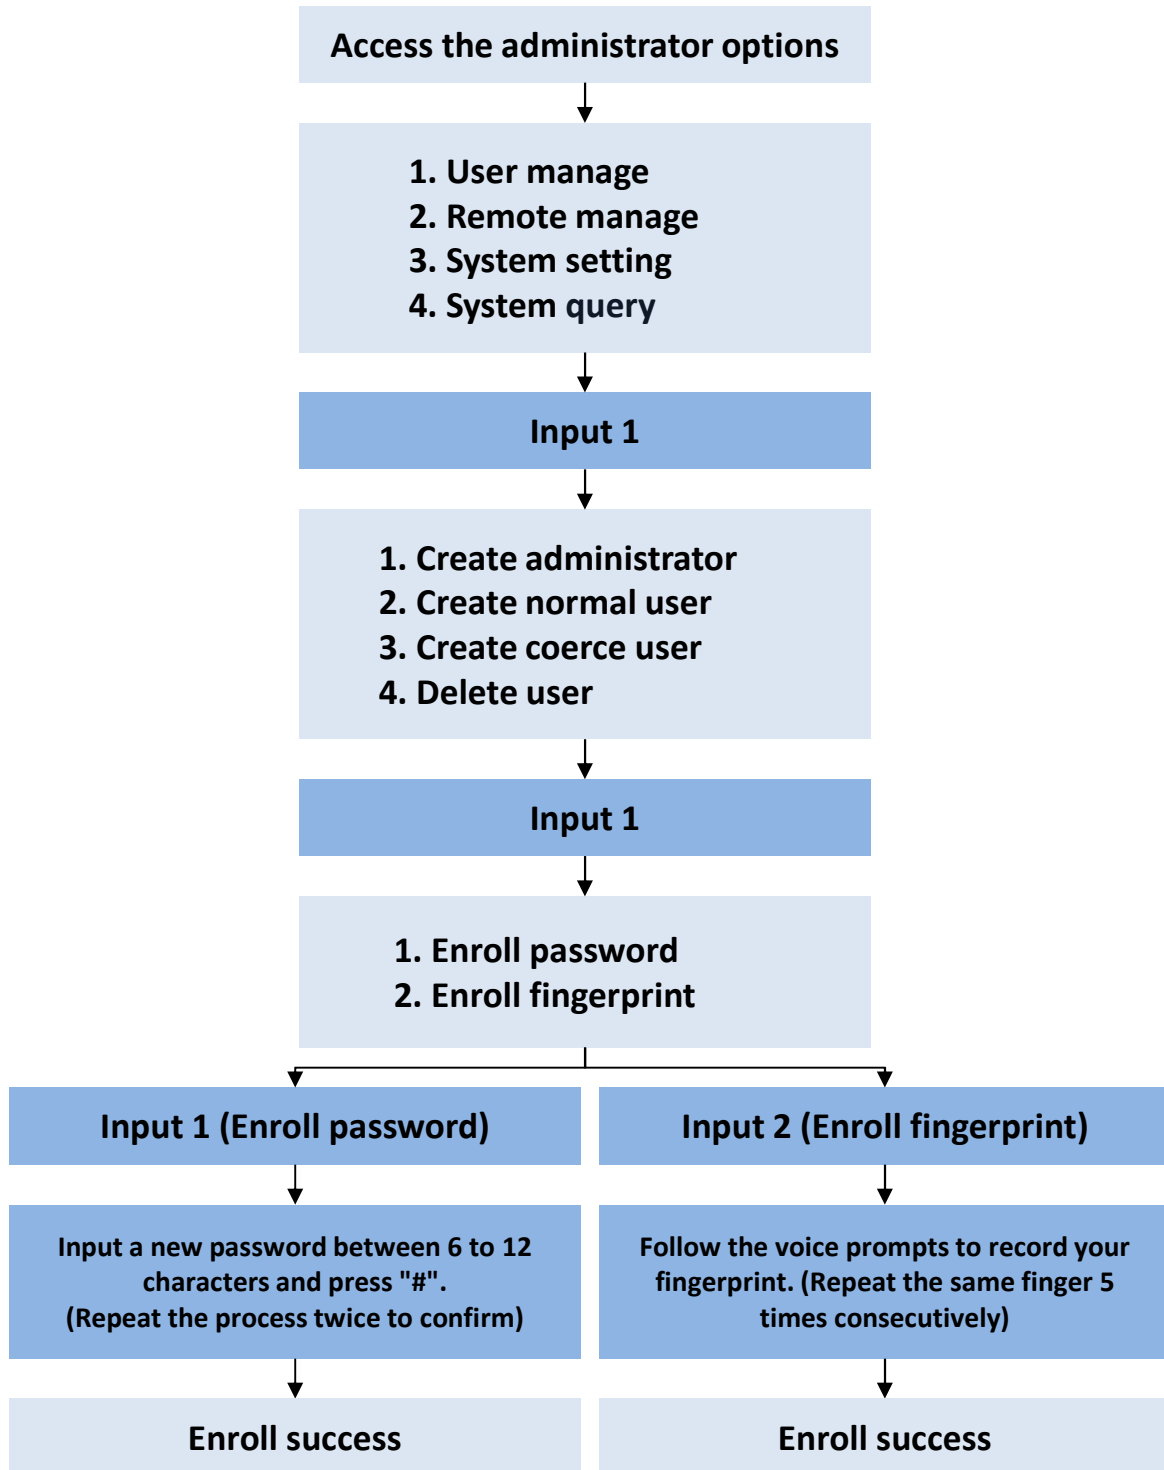 Access the administrator options
1. User manage
2. Remote manage
3. System setting
4. System query
Input 1
1. Create administrator
2. Create normal user
3. Create coerce user
4. Delete user
Input 1
1. Enroll password
2. Enroll fingerprint
Input 1 (Enroll password)
Input a new password between 6 to 12
characters and press "#".
(Repeat the process twice to confirm)
Enroll success
Input 2 (Enroll fingerprint)
Follow the voice prompts to record your
fingerprint. (Repeat the same finger 5
times consecutively)
Enroll success